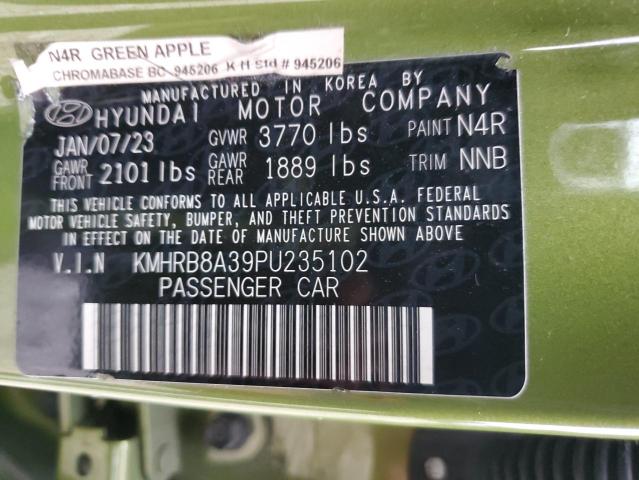 N4R GREEN APPLE
CHROMABASE BC 945206 K H Std # 945206
MANUFACTURED IN KOREA BY
HYUNDAI MOTOR COMPANY
JAN/07/23 GVWR 3770 lbs PAINT N4R
GAWR FRONT 2101 lbs GAWR REAR 1889 lbs TRIM NNB
THIS VEHICLE CONFORMS TO ALL APPLICABLE U.S.A. FEDERAL
MOTOR VEHICLE SAFETY, BUMPER, AND THEFT PREVENTION STANDARDS
IN EFFECT ON THE DATE OF MANUFACTURE SHOWN ABOVE.
V.I.N KMHRB8A39PU235102
PASSENGER CAR